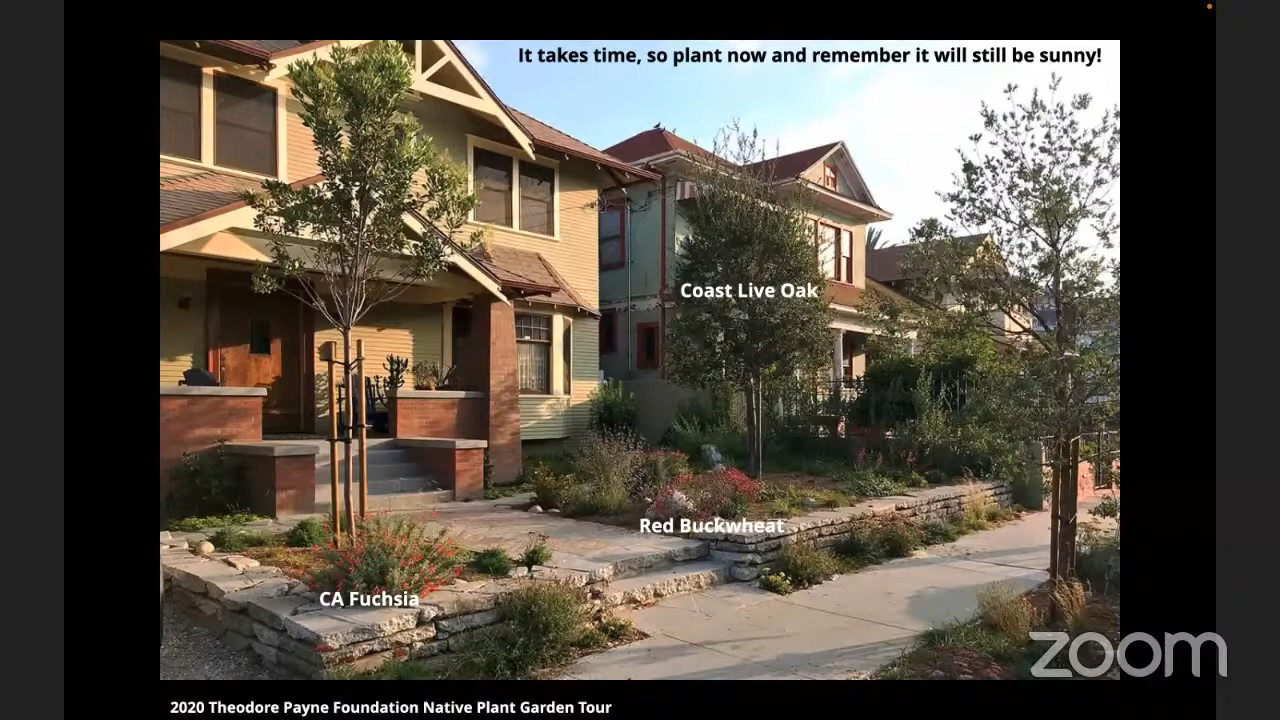 It takes time, so plant now and remember it will still be sunny!
Coast Live Oak
Red Buckwheat
CA Fuchsia
zoom
2020 Theodore Payne Foundation Native Plant Garden Tour